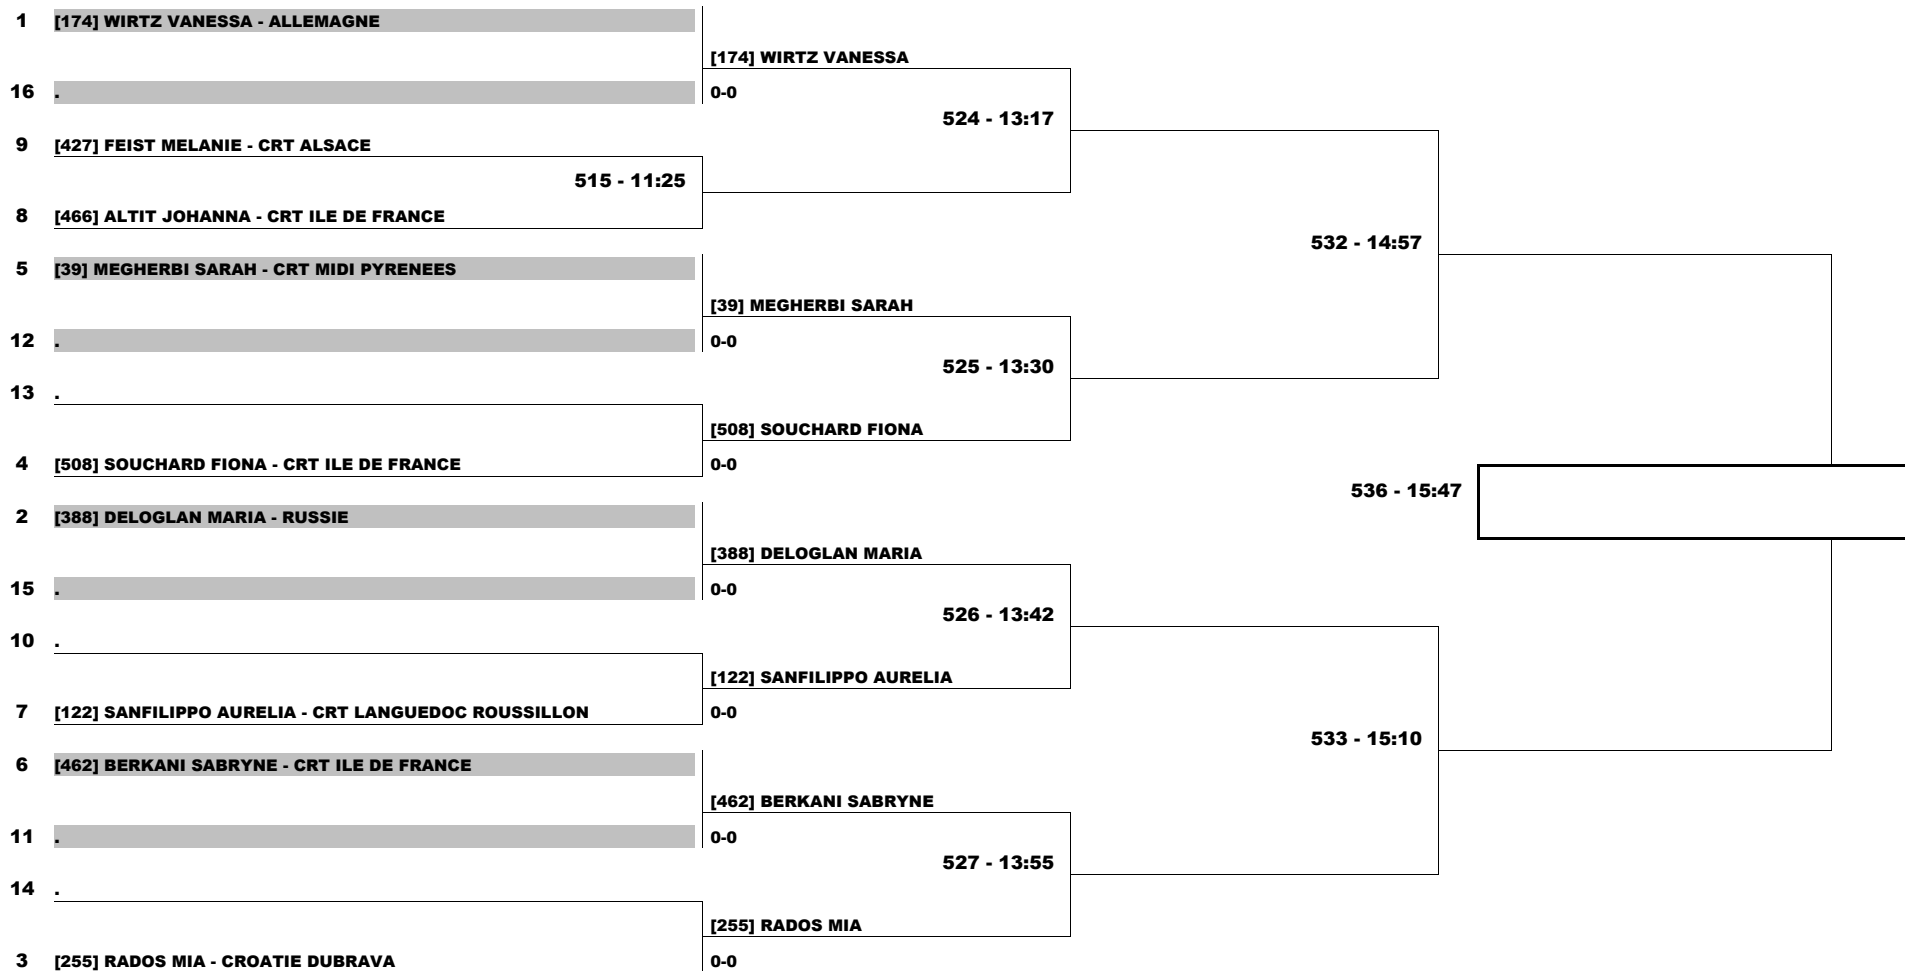 1 [174] WIRTZ VANESSA - ALLEMAGNE
[174] WIRTZ VANESSA
16 . 0-0
524 - 13:17
9 [427] FEIST MELANIE - CRT ALSACE
515 - 11:25
8 [466] ALTIT JOHANNA - CRT ILE DE FRANCE
532 - 14:57
5 [39] MEGHERBI SARAH - CRT MIDI PYRENEES
[39] MEGHERBI SARAH
12 . 0-0
525 - 13:30
13 .
[508] SOUCHARD FIONA
4 [508] SOUCHARD FIONA - CRT ILE DE FRANCE 0-0
536 - 15:47
2 [388] DELOGLAN MARIA - RUSSIE
[388] DELOGLAN MARIA
15 . 0-0
526 - 13:42
10 .
[122] SANFILIPPO AURELIA
7 [122] SANFILIPPO AURELIA - CRT LANGUEDOC ROUSSILLON 0-0
533 - 15:10
6 [462] BERKANI SABRYNE - CRT ILE DE FRANCE
[462] BERKANI SABRYNE
11 . 0-0
527 - 13:55
14 .
[255] RADOS MIA
3 [255] RADOS MIA - CROATIE DUBRAVA 0-0